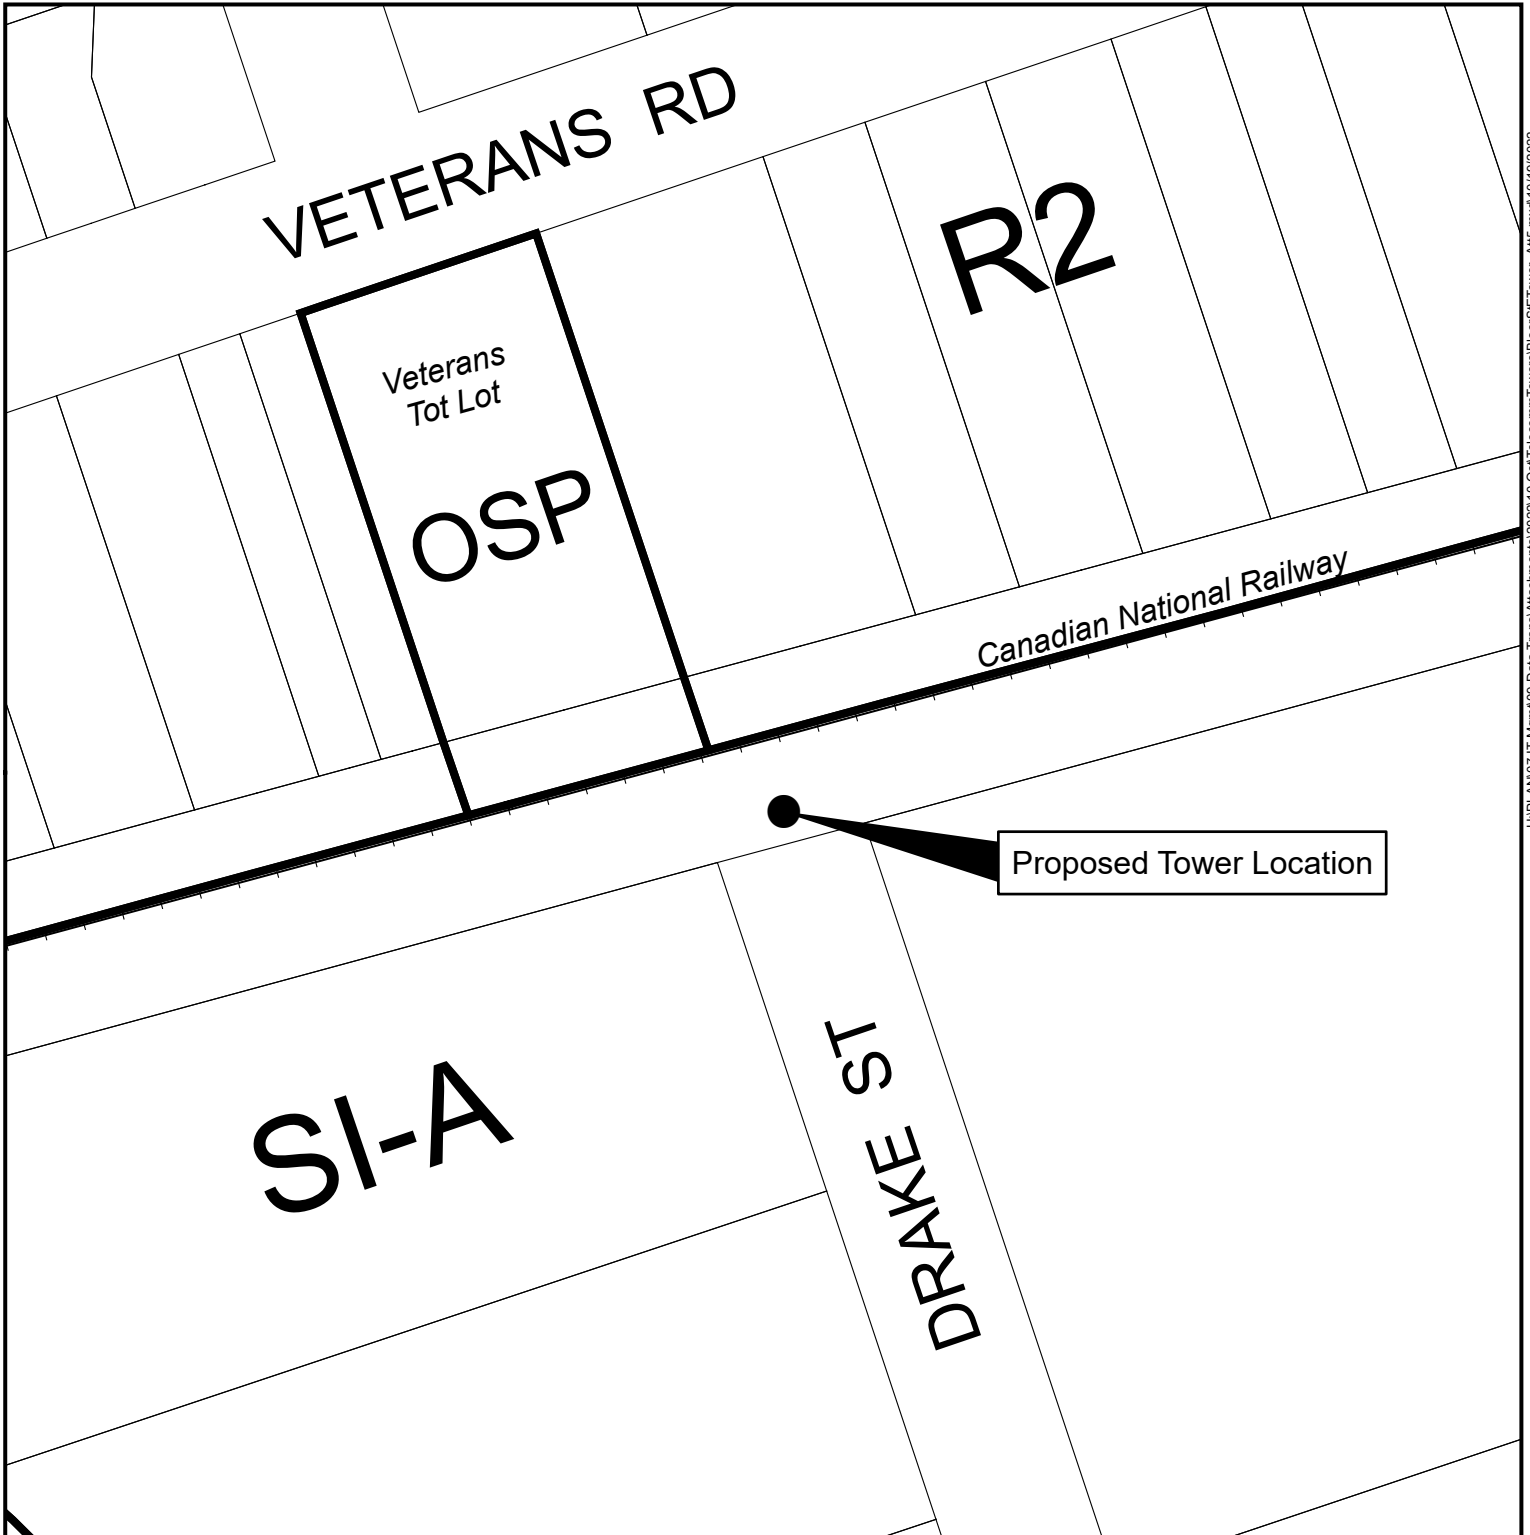 VETERANS RD
R2
Veterans
Tot Lot
OSP
Canadian National Railway
Proposed Tower Location
SI-A
DRAKE ST